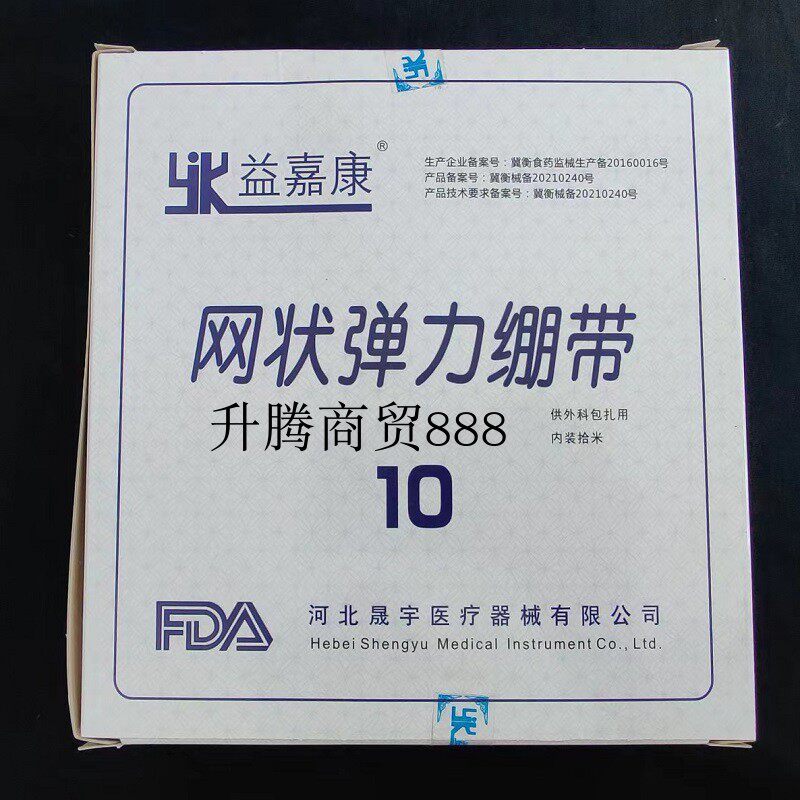 YJK
YJK益嘉康®
生产企业备案号：冀衡食药监械生产备20160016号
产品备案号：冀衡械备20210240号
产品技术要求备案号：冀衡械备20210240号
网状弹力绷带
升腾商贸888
供外科包扎用
内装拾米
10
FDA
河北晟宇医疗器械有限公司
Hebei Shengyu Medical Instrument Co., Ltd.
YJK